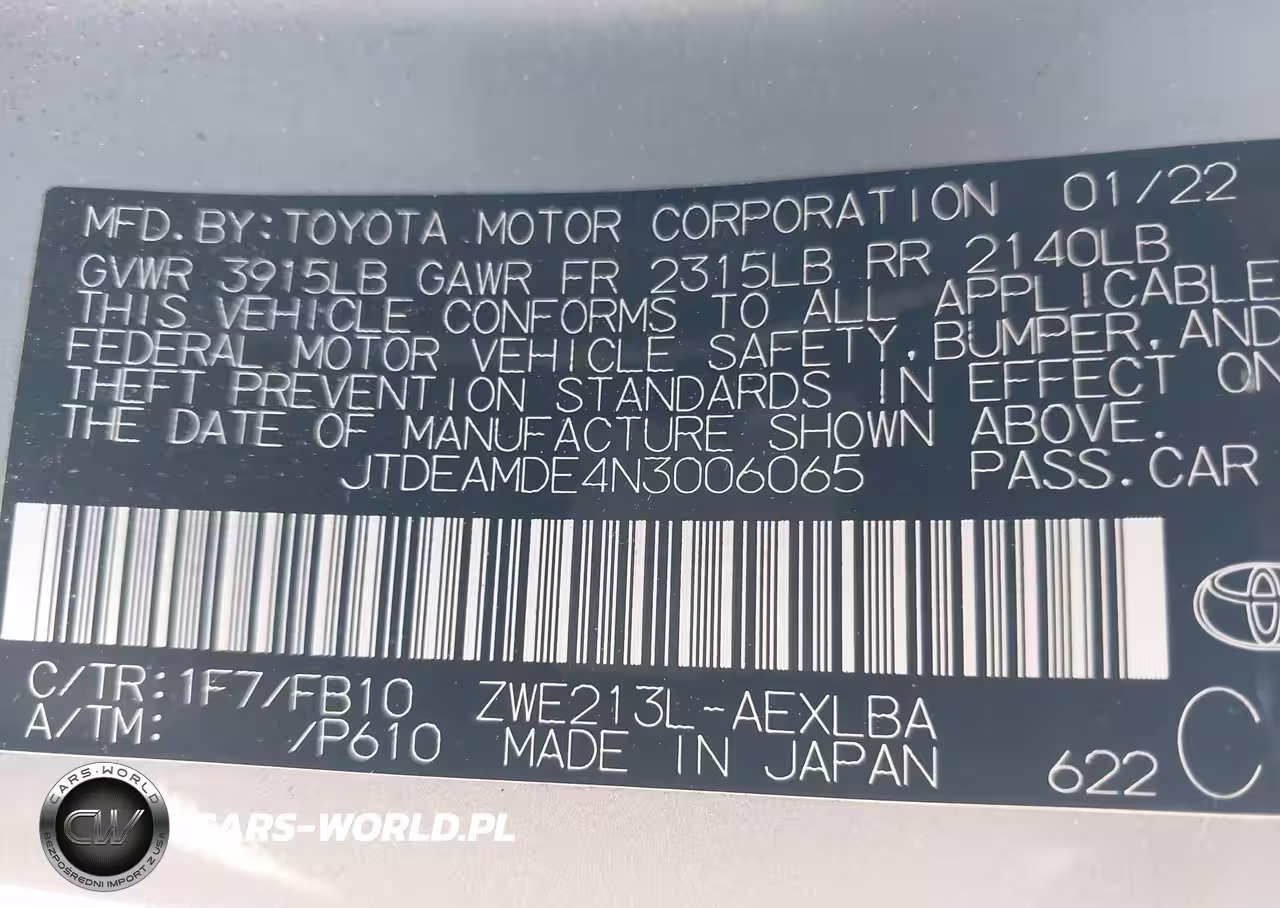 MFD. BY: TOYOTA MOTOR CORPORATION 01/22
GVWR 3915LB GAWR FR 2315LB RR 2140LB
THIS VEHICLE CONFORMS TO ALL APPLICABLE
FEDERAL MOTOR VEHICLE SAFETY, BUMPER, AND
THEFT PREVENTION STANDARDS IN EFFECT ON
THE DATE OF MANUFACTURE SHOWN ABOVE.
JTDEAMDE4N3006065 PASS. CAR
C/TR: 1F7/FB10 ZWE213L-AEXLBA C
A/TM: /P610 MADE IN JAPAN 622
CARS-WORLD
CW
BEZPOŚREDNI IMPORT Z USA
CARS-WORLD.PL